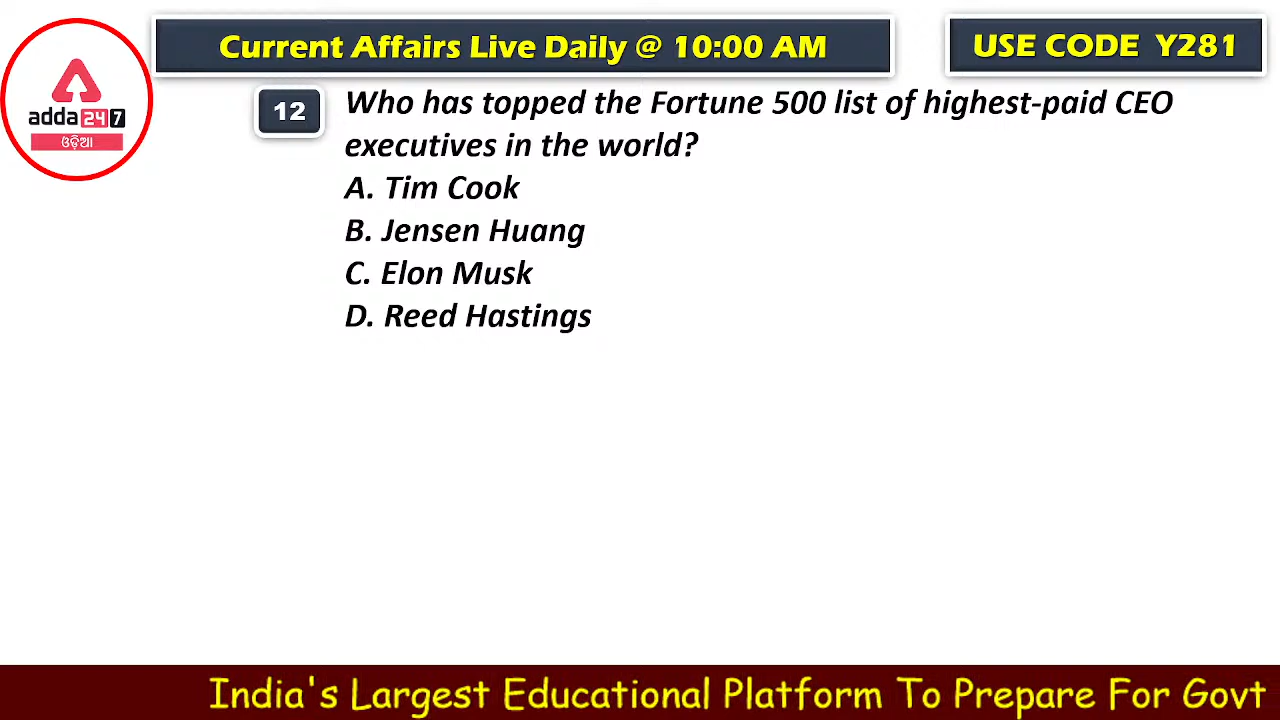 Current Affairs Live Daily @ 10:00 AM
USE CODE Y281
adda 24 7
ଓଡ଼ିଆ
12
Who has topped the Fortune 500 list of highest-paid CEO
executives in the world?
A. Tim Cook
B. Jensen Huang
C. Elon Musk
D. Reed Hastings
India's Largest Educational Platform To Prepare For Govt